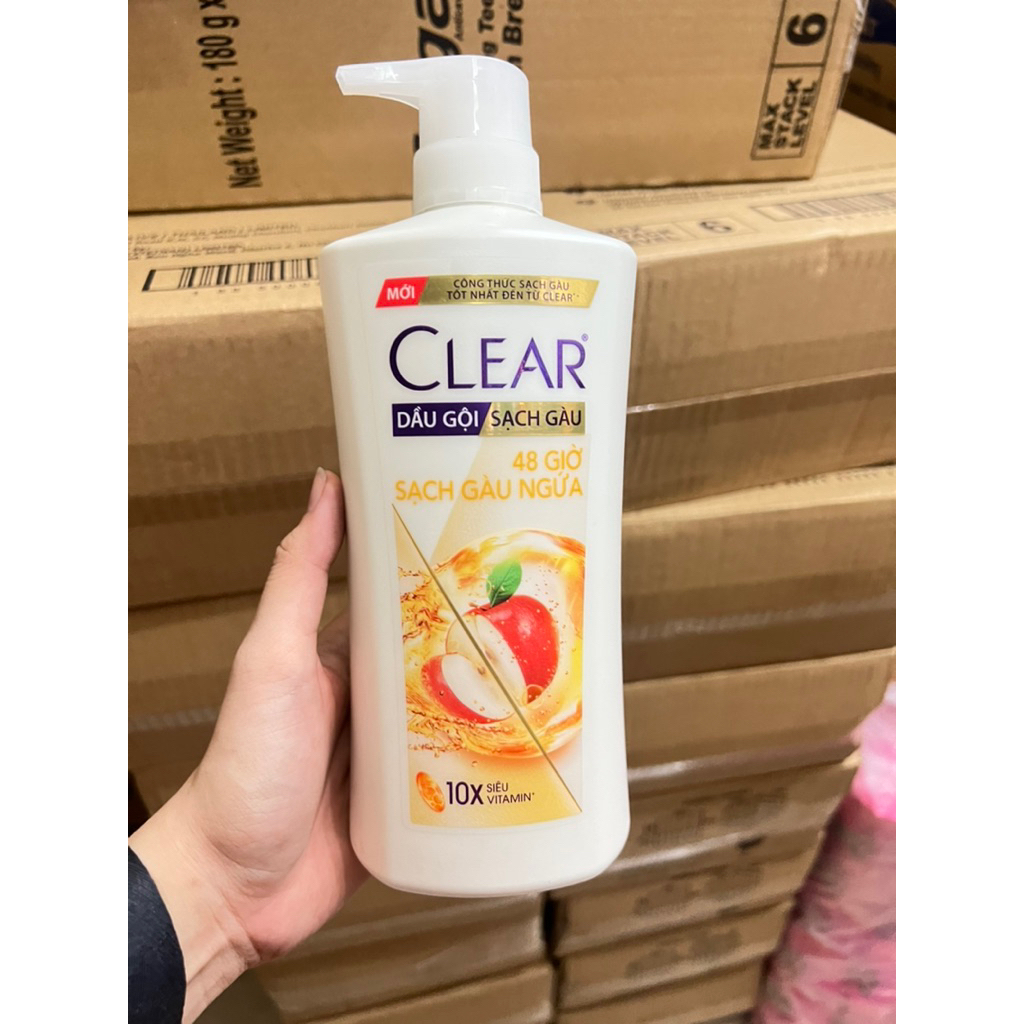 Net Weight : 180 g x
MAX
STACK
LEVEL
6
6
MỚI
CÔNG THỨC SẠCH GÀU
TỐT NHẤT ĐẾN TỪ CLEAR**
CLEAR®
DẦU GỘI SẠCH GÀU
48 GIỜ
SẠCH GÀU NGỨA
10X SIÊU
VITAMIN*